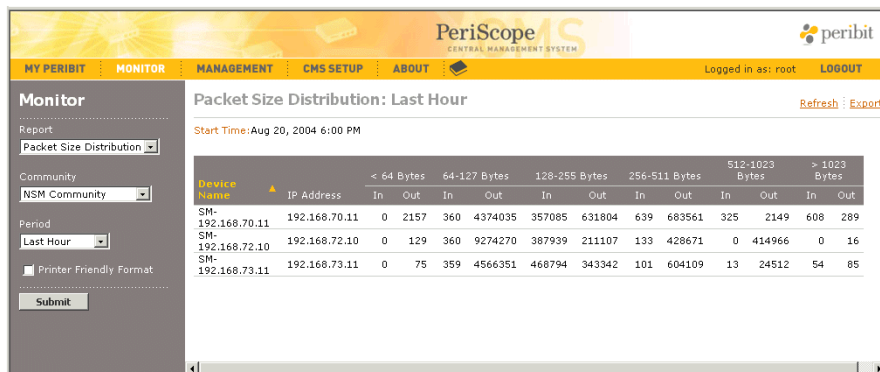 PeriScope
CENTRAL MANAGEMENT SYSTEM
CMS
peribit
MY PERIBIT MONITOR MANAGEMENT CMS SETUP ABOUT Logged in as: root LOGOUT
Monitor
Report
Packet Size Distribution
Community
NSM Community
Period
Last Hour
Printer Friendly Format
Submit
Packet Size Distribution: Last Hour
Refresh Export
Start Time:Aug 20, 2004 6:00 PM
Device Name IP Address < 64 Bytes 64-127 Bytes 128-255 Bytes 256-511 Bytes 512-1023 Bytes > 1023 Bytes
In Out In Out In Out In Out In Out In Out
SM-192.168.70.11 192.168.70.11 0 2157 360 4374035 357085 631804 639 683561 325 2149 608 289
SM-192.168.72.10 192.168.72.10 0 129 360 9274270 387939 211107 133 428671 0 414966 0 16
SM-192.168.73.11 192.168.73.11 0 75 359 4566351 468794 343342 101 604109 13 24512 54 85